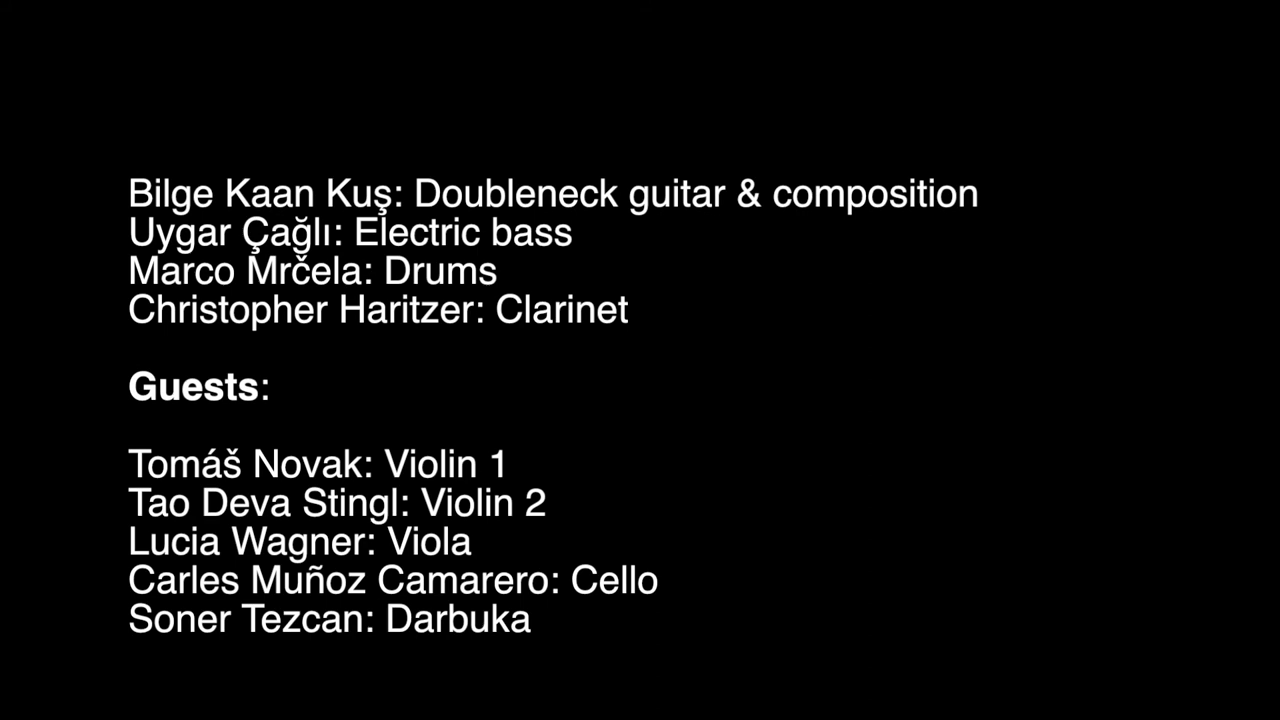 Bilge Kaan Kuş: Doubleneck guitar & composition
Uygar Çağlı: Electric bass
Marco Mrčela: Drums
Christopher Haritzer: Clarinet
Guests:
Tomáš Novak: Violin 1
Tao Deva Stingl: Violin 2
Lucia Wagner: Viola
Carles Muñoz Camarero: Cello
Soner Tezcan: Darbuka